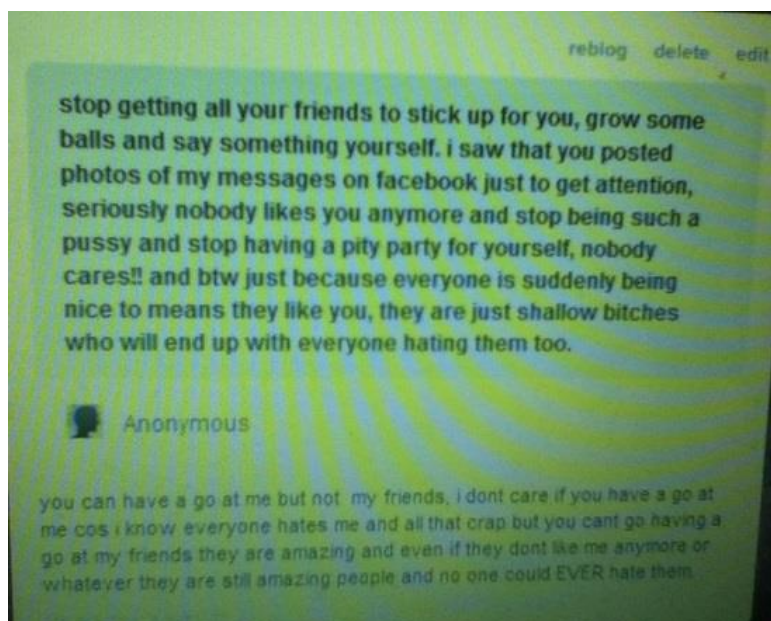 reblog delete edit
stop getting all your friends to stick up for you, grow some
balls and say something yourself. i saw that you posted
photos of my messages on facebook just to get attention,
seriously nobody likes you anymore and stop being such a
pussy and stop having a pity party for yourself, nobody
cares!! and btw just because everyone is suddenly being
nice to means they like you, they are just shallow bitches
who will end up with everyone hating them too.
Anonymous
you can have a go at me but not my friends, i dont care if you have a go at
me cos i know everyone hates me and all that crap but you cant go having a
go at my friends they are amazing and even if they dont like me anymore or
whatever they are still amazing people and no one could EVER hate them